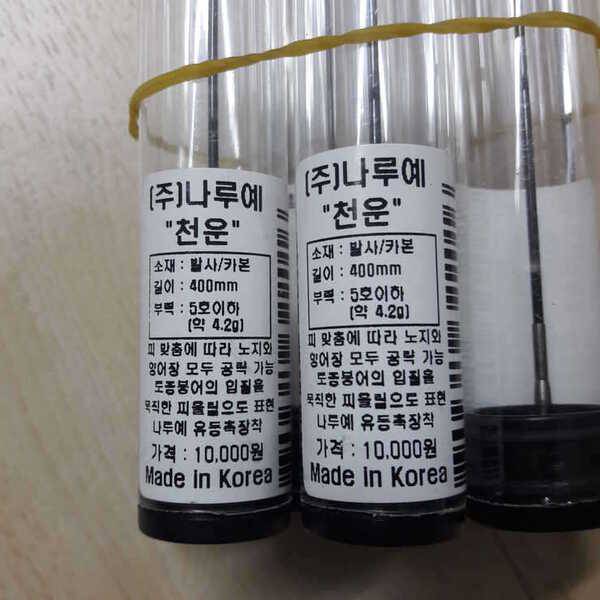 (주)나루예
"천운"
소재 : 발사/카본
길이 : 400mm
부력 : 5호이하
(약 4.2g)
찌 맞춤에 따라 노지와
양어장 모두 공략 가능
토종붕어의 입질을
묵직한 찌올림으로 표현
나루예 유동촉장착
가격 : 10,000원
Made in Korea
(주)나루예
"천운"
소재 : 발사/카본
길이 : 400mm
부력 : 5호이하
(약 4.2g)
찌 맞춤에 따라 노지와
양어장 모두 공략 가능
토종붕어의 입질을
묵직한 찌올림으로 표현
나루예 유동촉장착
가격 : 10,000원
Made in Korea